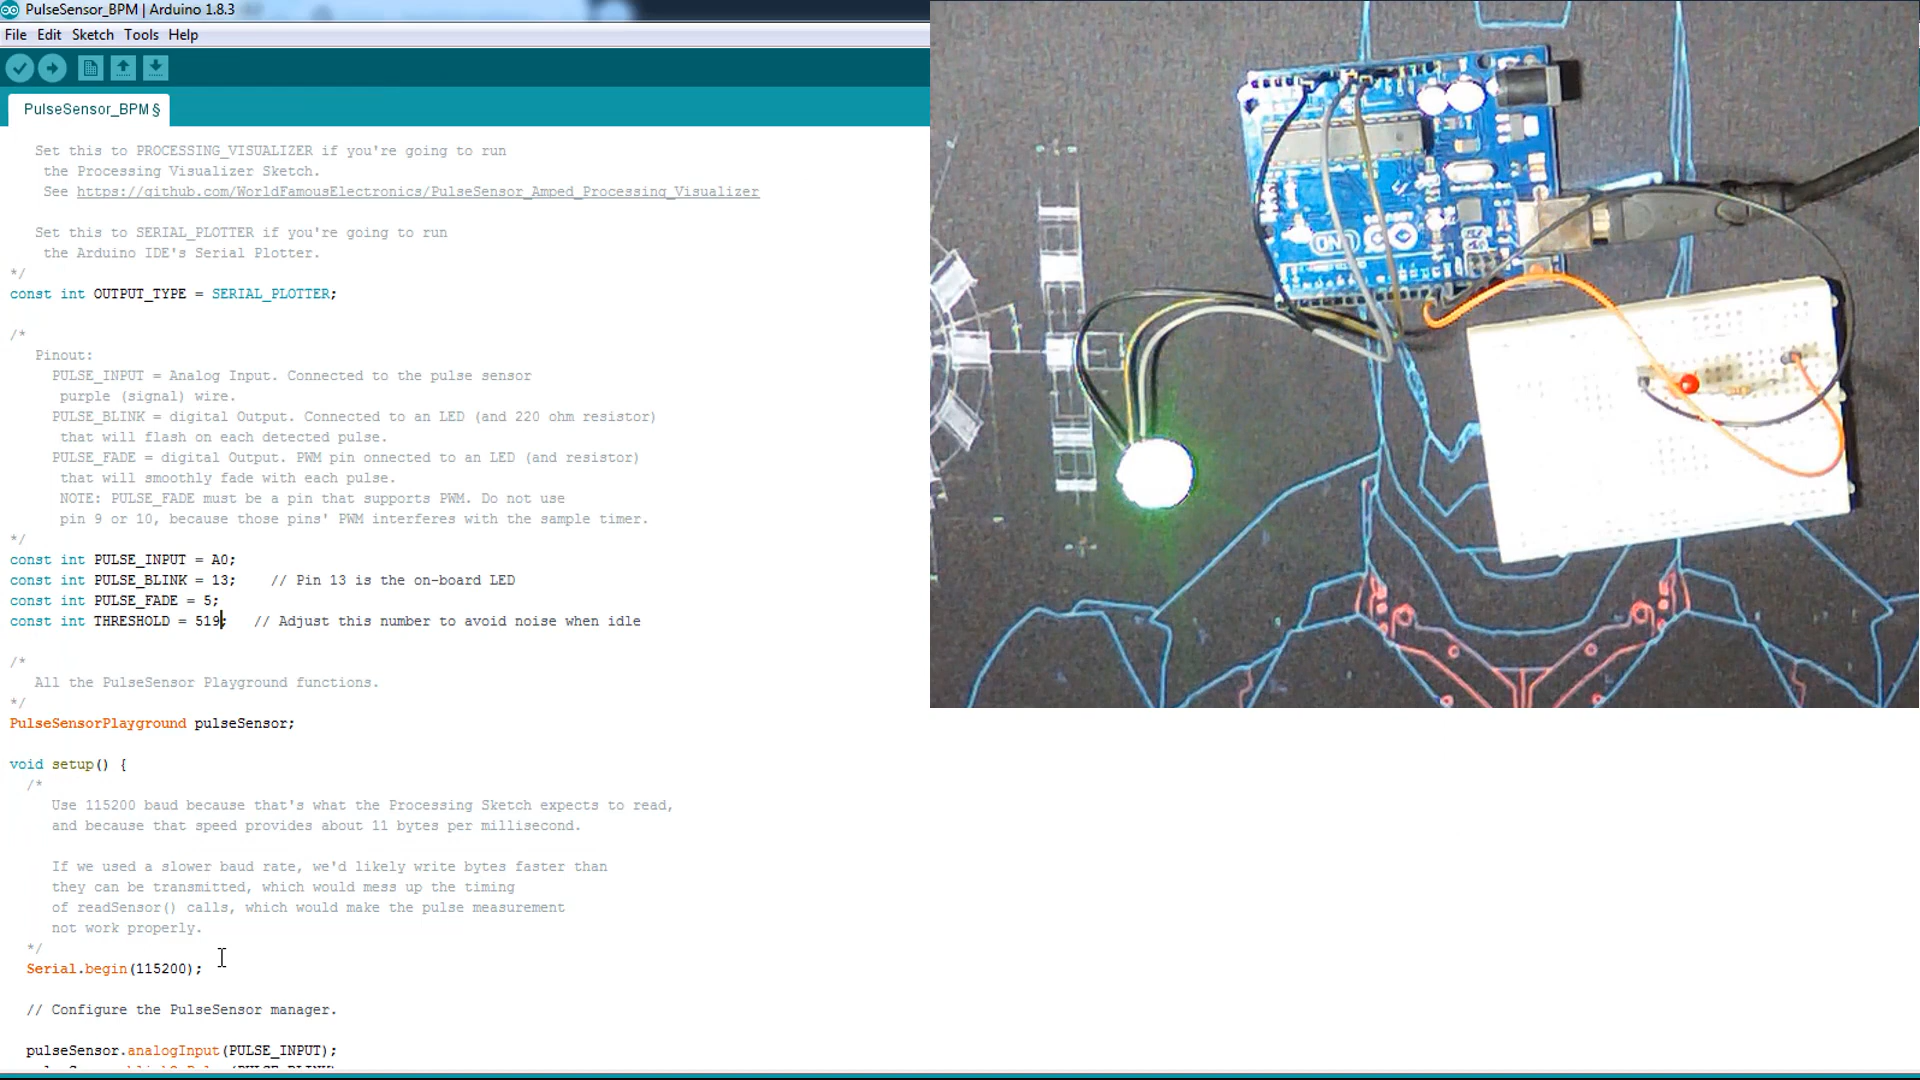 PulseSensor_BPM | Arduino 1.8.3
File Edit Sketch Tools Help
PulseSensor_BPM §
Set this to PROCESSING_VISUALIZER if you're going to run
the Processing Visualizer Sketch.
See https://github.com/WorldFamousElectronics/PulseSensor_Amped_Processing_Visualizer
Set this to SERIAL_PLOTTER if you're going to run
the Arduino IDE's Serial Plotter.
*/
const int OUTPUT_TYPE = SERIAL_PLOTTER;
/*
Pinout:
PULSE_INPUT = Analog Input. Connected to the pulse sensor
purple (signal) wire.
PULSE_BLINK = digital Output. Connected to an LED (and 220 ohm resistor)
that will flash on each detected pulse.
PULSE_FADE = digital Output. PWM pin onnected to an LED (and resistor)
that will smoothly fade with each pulse.
NOTE: PULSE_FADE must be a pin that supports PWM. Do not use
pin 9 or 10, because those pins' PWM interferes with the sample timer.
*/
const int PULSE_INPUT = A0;
const int PULSE_BLINK = 13;    // Pin 13 is the on-board LED
const int PULSE_FADE = 5;
const int THRESHOLD = 519;   // Adjust this number to avoid noise when idle
/*
All the PulseSensor Playground functions.
*/
PulseSensorPlayground pulseSensor;
void setup() {
/*
Use 115200 baud because that's what the Processing Sketch expects to read,
and because that speed provides about 11 bytes per millisecond.
If we used a slower baud rate, we'd likely write bytes faster than
they can be transmitted, which would mess up the timing
of readSensor() calls, which would make the pulse measurement
not work properly.
*/
Serial.begin(115200);
// Configure the PulseSensor manager.
pulseSensor.analogInput(PULSE_INPUT);